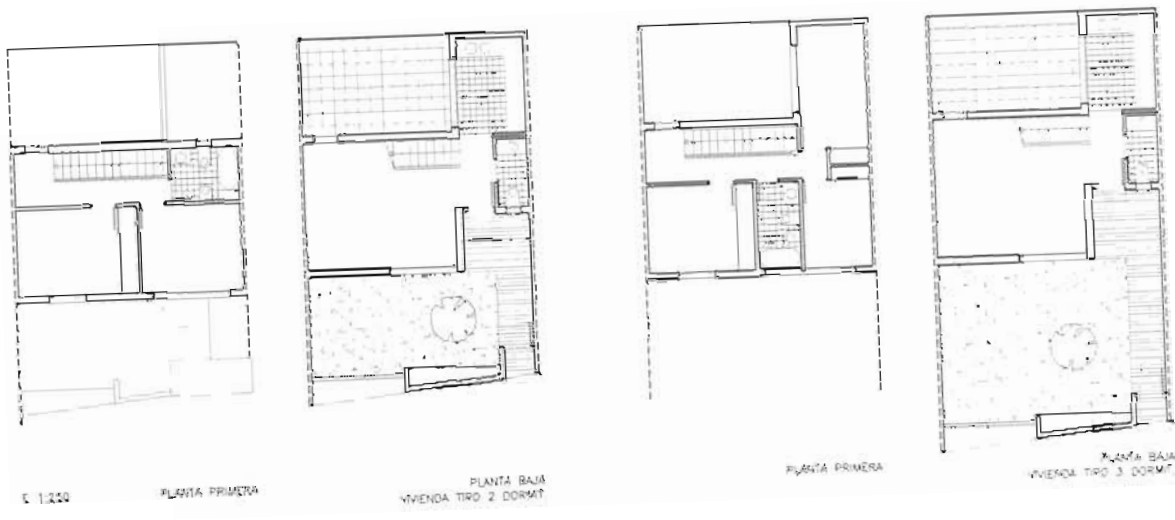 E 1:250
PLANTA PRIMERA
PLANTA BAJA
VIVIENDA TIPO 2 DORMIT.
PLANTA PRIMERA
PLANTA BAJA
VIVIENDA TIPO 3 DORMIT.